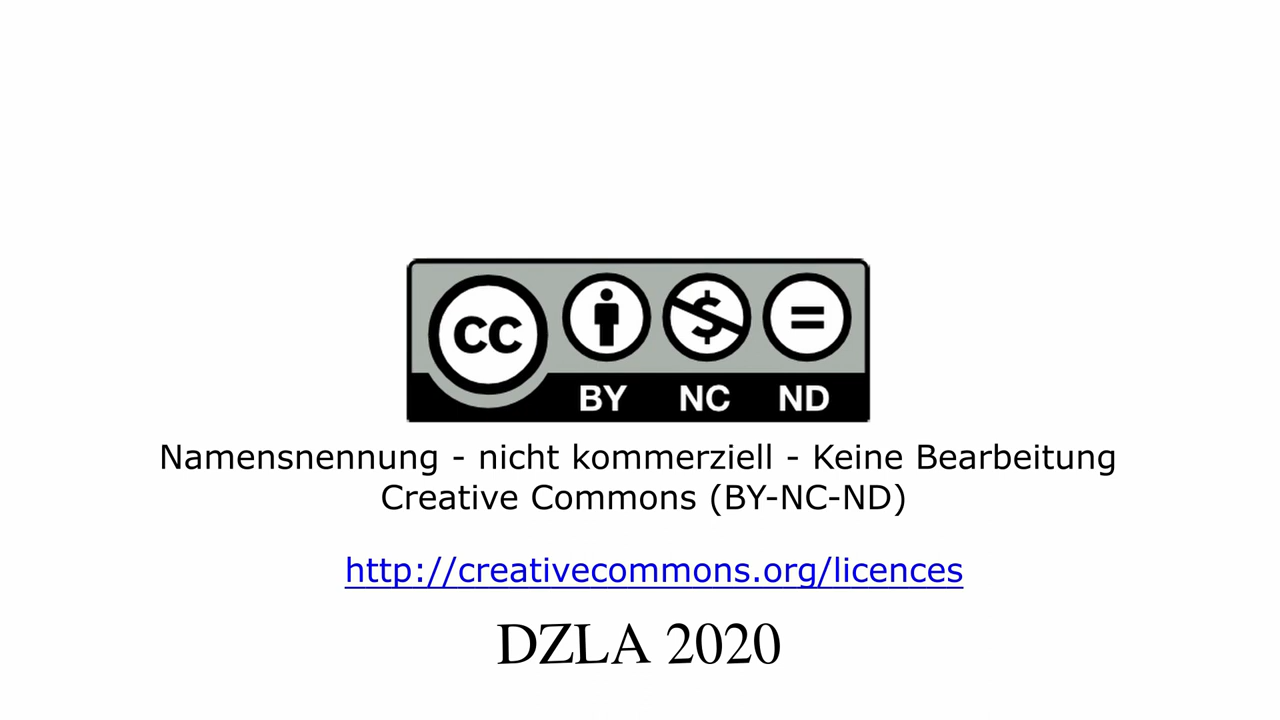 CC
BY NC ND
Namensnennung - nicht kommerziell - Keine Bearbeitung
Creative Commons (BY-NC-ND)
http://creativecommons.org/licences
DZLA 2020